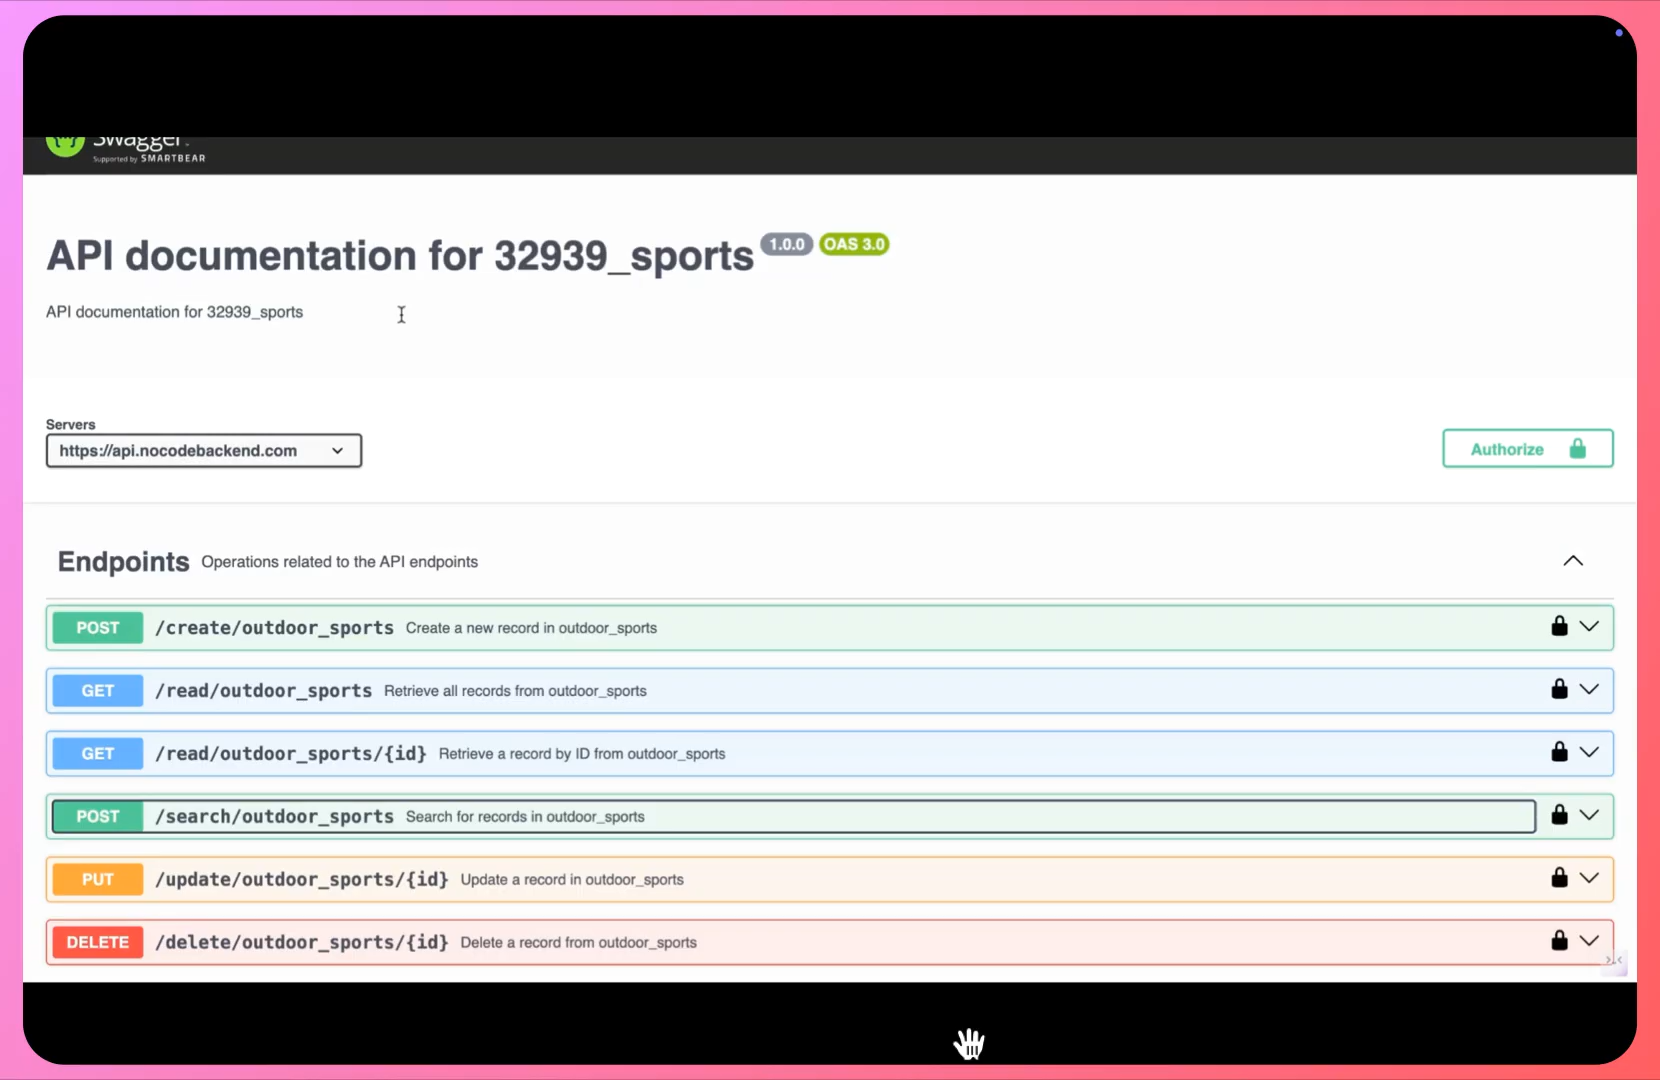 Swagger
Supported by SMARTBEAR
API documentation for 32939_sports 1.0.0 OAS 3.0
API documentation for 32939_sports
Servers
https://api.nocodebackend.com
Authorize
Endpoints Operations related to the API endpoints
POST /create/outdoor_sports Create a new record in outdoor_sports
GET /read/outdoor_sports Retrieve all records from outdoor_sports
GET /read/outdoor_sports/{id} Retrieve a record by ID from outdoor_sports
POST /search/outdoor_sports Search for records in outdoor_sports
PUT /update/outdoor_sports/{id} Update a record in outdoor_sports
DELETE /delete/outdoor_sports/{id} Delete a record from outdoor_sports